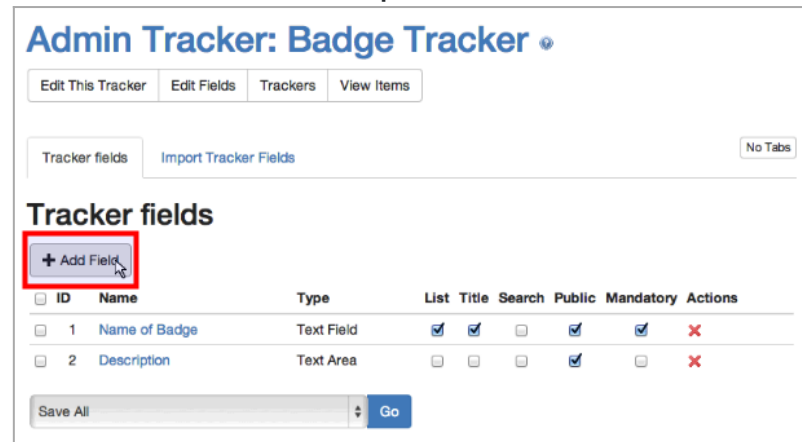 Admin Tracker: Badge Tracker
Edit This Tracker Edit Fields Trackers View Items
Tracker fields Import Tracker Fields No Tabs
Tracker fields
+ Add Field
ID Name Type List Title Search Public Mandatory Actions
1 Name of Badge Text Field
2 Description Text Area
Save All Go